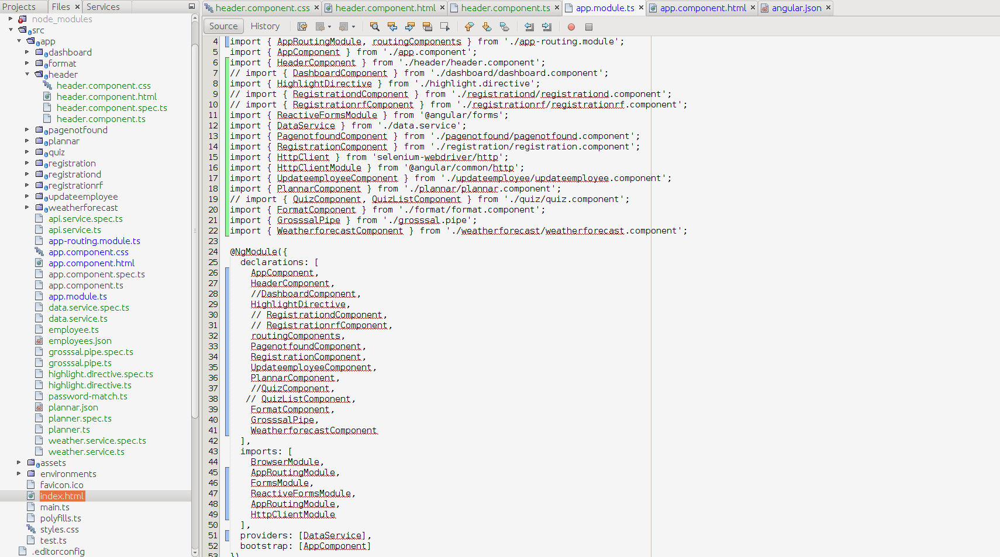 Projects Files × Services
node_modules
src
app
dashboard
format
header
header.component.css
header.component.html
header.component.spec.ts
header.component.ts
pagenotfound
plannar
quiz
registration
registrationd
registrationrf
updateemployee
weatherforecast
api.service.spec.ts
api.service.ts
app-routing.module.ts
app.component.css
app.component.html
app.component.spec.ts
app.component.ts
app.module.ts
data.service.spec.ts
data.service.ts
employee.ts
employees.json
grosssal.pipe.spec.ts
grosssal.pipe.ts
highlight.directive.spec.ts
highlight.directive.ts
password-match.ts
plannar.json
planner.spec.ts
planner.ts
weather.service.spec.ts
weather.service.ts
assets
environments
favicon.ico
index.html
main.ts
polyfills.ts
styles.css
test.ts
.editorconfig
header.component.css × header.component.html × header.component.ts × app.module.ts × app.component.html × angular.json ×
Source History
4 import { AppRoutingModule, routingComponents } from './app-routing.module';
5 import { AppComponent } from './app.component';
6 import { HeaderComponent } from './header/header.component';
7 // import { DashboardComponent } from './dashboard/dashboard.component';
8 import { HighlightDirective } from './highlight.directive';
9 // import { RegistrationdComponent } from './registrationd/registrationd.component';
10 // import { RegistrationrfComponent } from './registrationrf/registrationrf.component';
11 import { ReactiveFormsModule } from '@angular/forms';
12 import { DataService } from './data.service';
13 import { PagenotfoundComponent } from './pagenotfound/pagenotfound.component';
14 import { RegistrationComponent } from './registration/registration.component';
15 import { HttpClient } from 'selenium-webdriver/http';
16 import { HttpClientModule } from '@angular/common/http';
17 import { UpdateemployeeComponent } from './updateemployee/updateemployee.component';
18 import { PlannarComponent } from './plannar/plannar.component';
19 // import { QuizComponent, QuizListComponent } from './quiz/quiz.component';
20 import { FormatComponent } from './format/format.component';
21 import { GrosssalPipe } from './grosssal.pipe';
22 import { WeatherforecastComponent } from './weatherforecast/weatherforecast.component';
23
24 @NgModule({
25 declarations: [
26 AppComponent,
27 HeaderComponent,
28 //DashboardComponent,
29 HighlightDirective,
30 // RegistrationdComponent,
31 // RegistrationrfComponent,
32 routingComponents,
33 PagenotfoundComponent,
34 RegistrationComponent,
35 UpdateemployeeComponent,
36 PlannarComponent,
37 //QuizComponent,
38 // QuizListComponent,
39 FormatComponent,
40 GrosssalPipe,
41 WeatherforecastComponent
42 ],
43 imports: [
44 BrowserModule,
45 AppRoutingModule,
46 FormsModule,
47 ReactiveFormsModule,
48 AppRoutingModule,
49 HttpClientModule
50 ],
51 providers: [DataService],
52 bootstrap: [AppComponent]
53 })